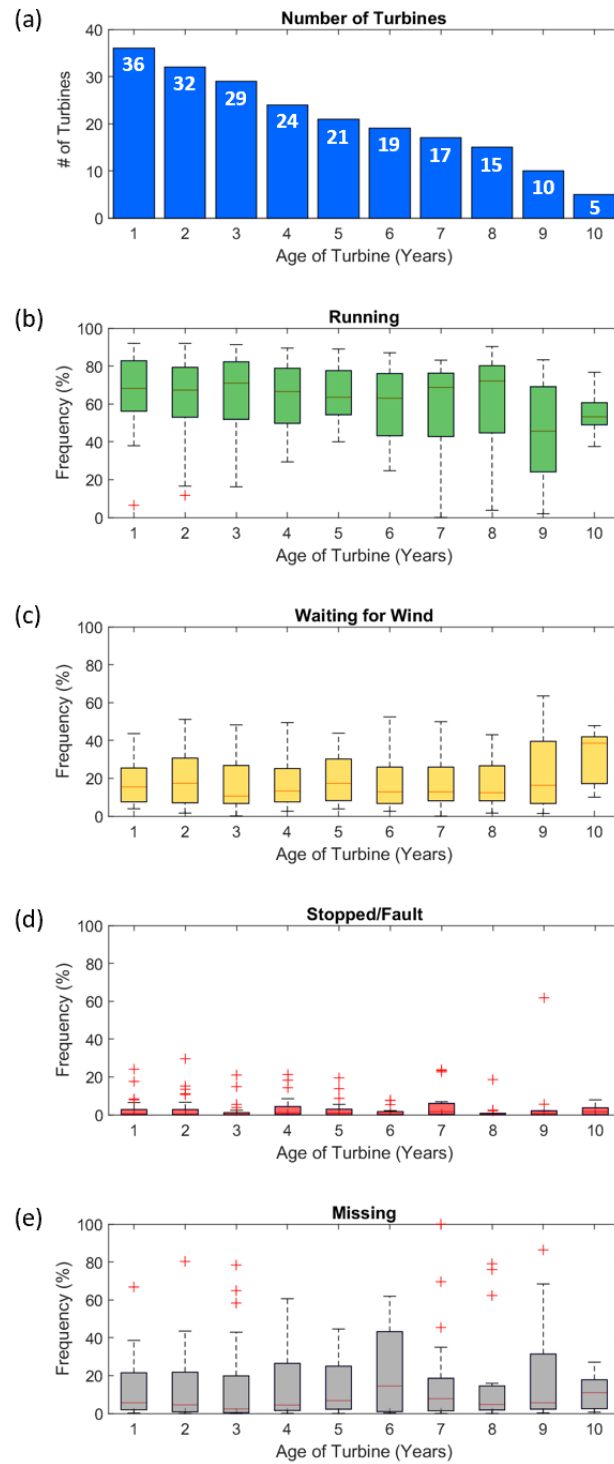 (a)
Number of Turbines
# of Turbines
40
30
20
10
0
36 32 29 24 21 19 17 15 10 5
1 2 3 4 5 6 7 8 9 10
Age of Turbine (Years)
(b)
Running
Frequency (%)
100
80
60
40
20
0
1 2 3 4 5 6 7 8 9 10
Age of Turbine (Years)
(c)
Waiting for Wind
Frequency (%)
100
80
60
40
20
0
1 2 3 4 5 6 7 8 9 10
Age of Turbine (Years)
(d)
Stopped/Fault
Frequency (%)
100
80
60
40
20
0
1 2 3 4 5 6 7 8 9 10
Age of Turbine (Years)
(e)
Missing
Frequency (%)
100
80
60
40
20
0
1 2 3 4 5 6 7 8 9 10
Age of Turbine (Years)